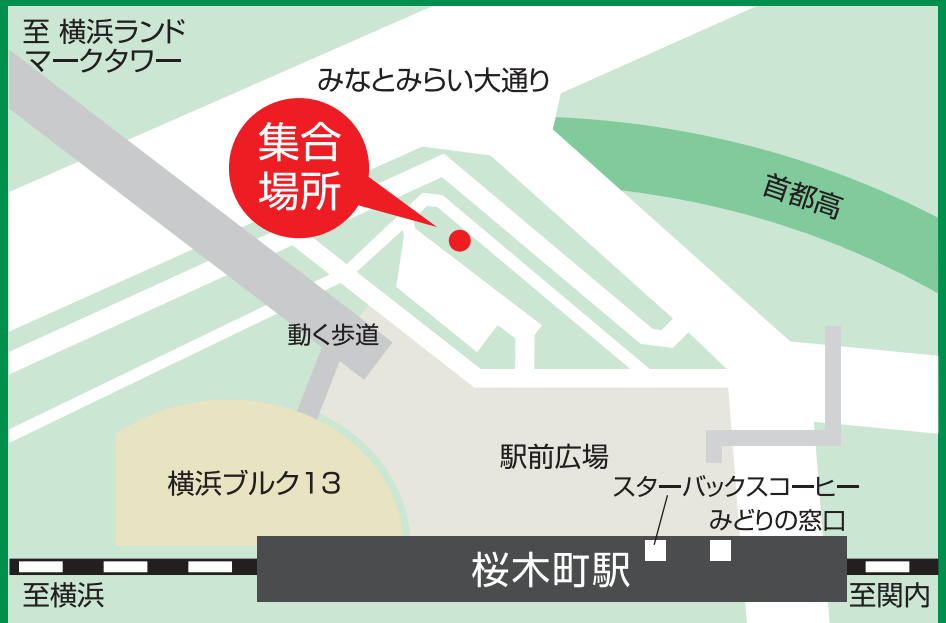 至 横浜ランド
マークタワー
みなとみらい大通り
集合
場所
首都高
動く歩道
駅前広場
横浜ブルク13
スターバックスコーヒー
みどりの窓口
桜木町駅
至横浜
至関内